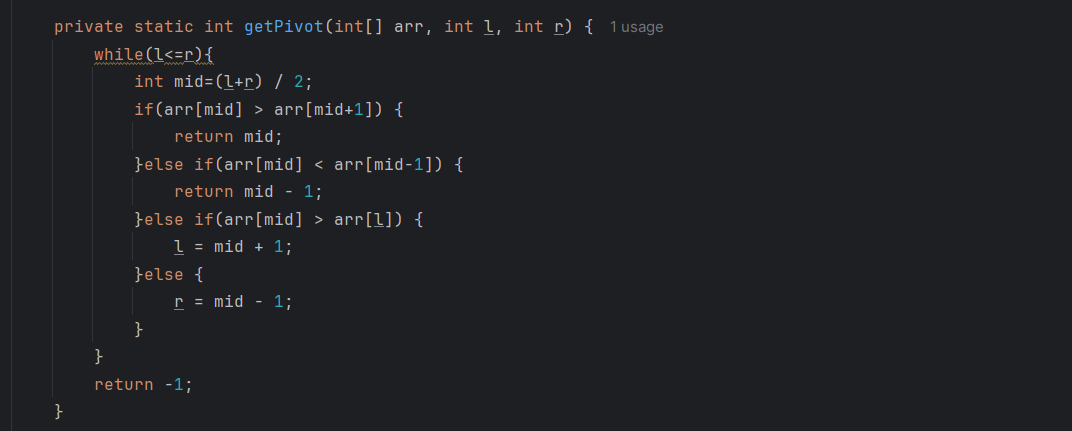 private static int getPivot(int[] arr, int l, int r) { 1 usage
while(l<=r){
int mid=(l+r) / 2;
if(arr[mid] > arr[mid+1]) {
return mid;
}else if(arr[mid] < arr[mid-1]) {
return mid - 1;
}else if(arr[mid] > arr[l]) {
l = mid + 1;
}else {
r = mid - 1;
}
}
return -1;
}